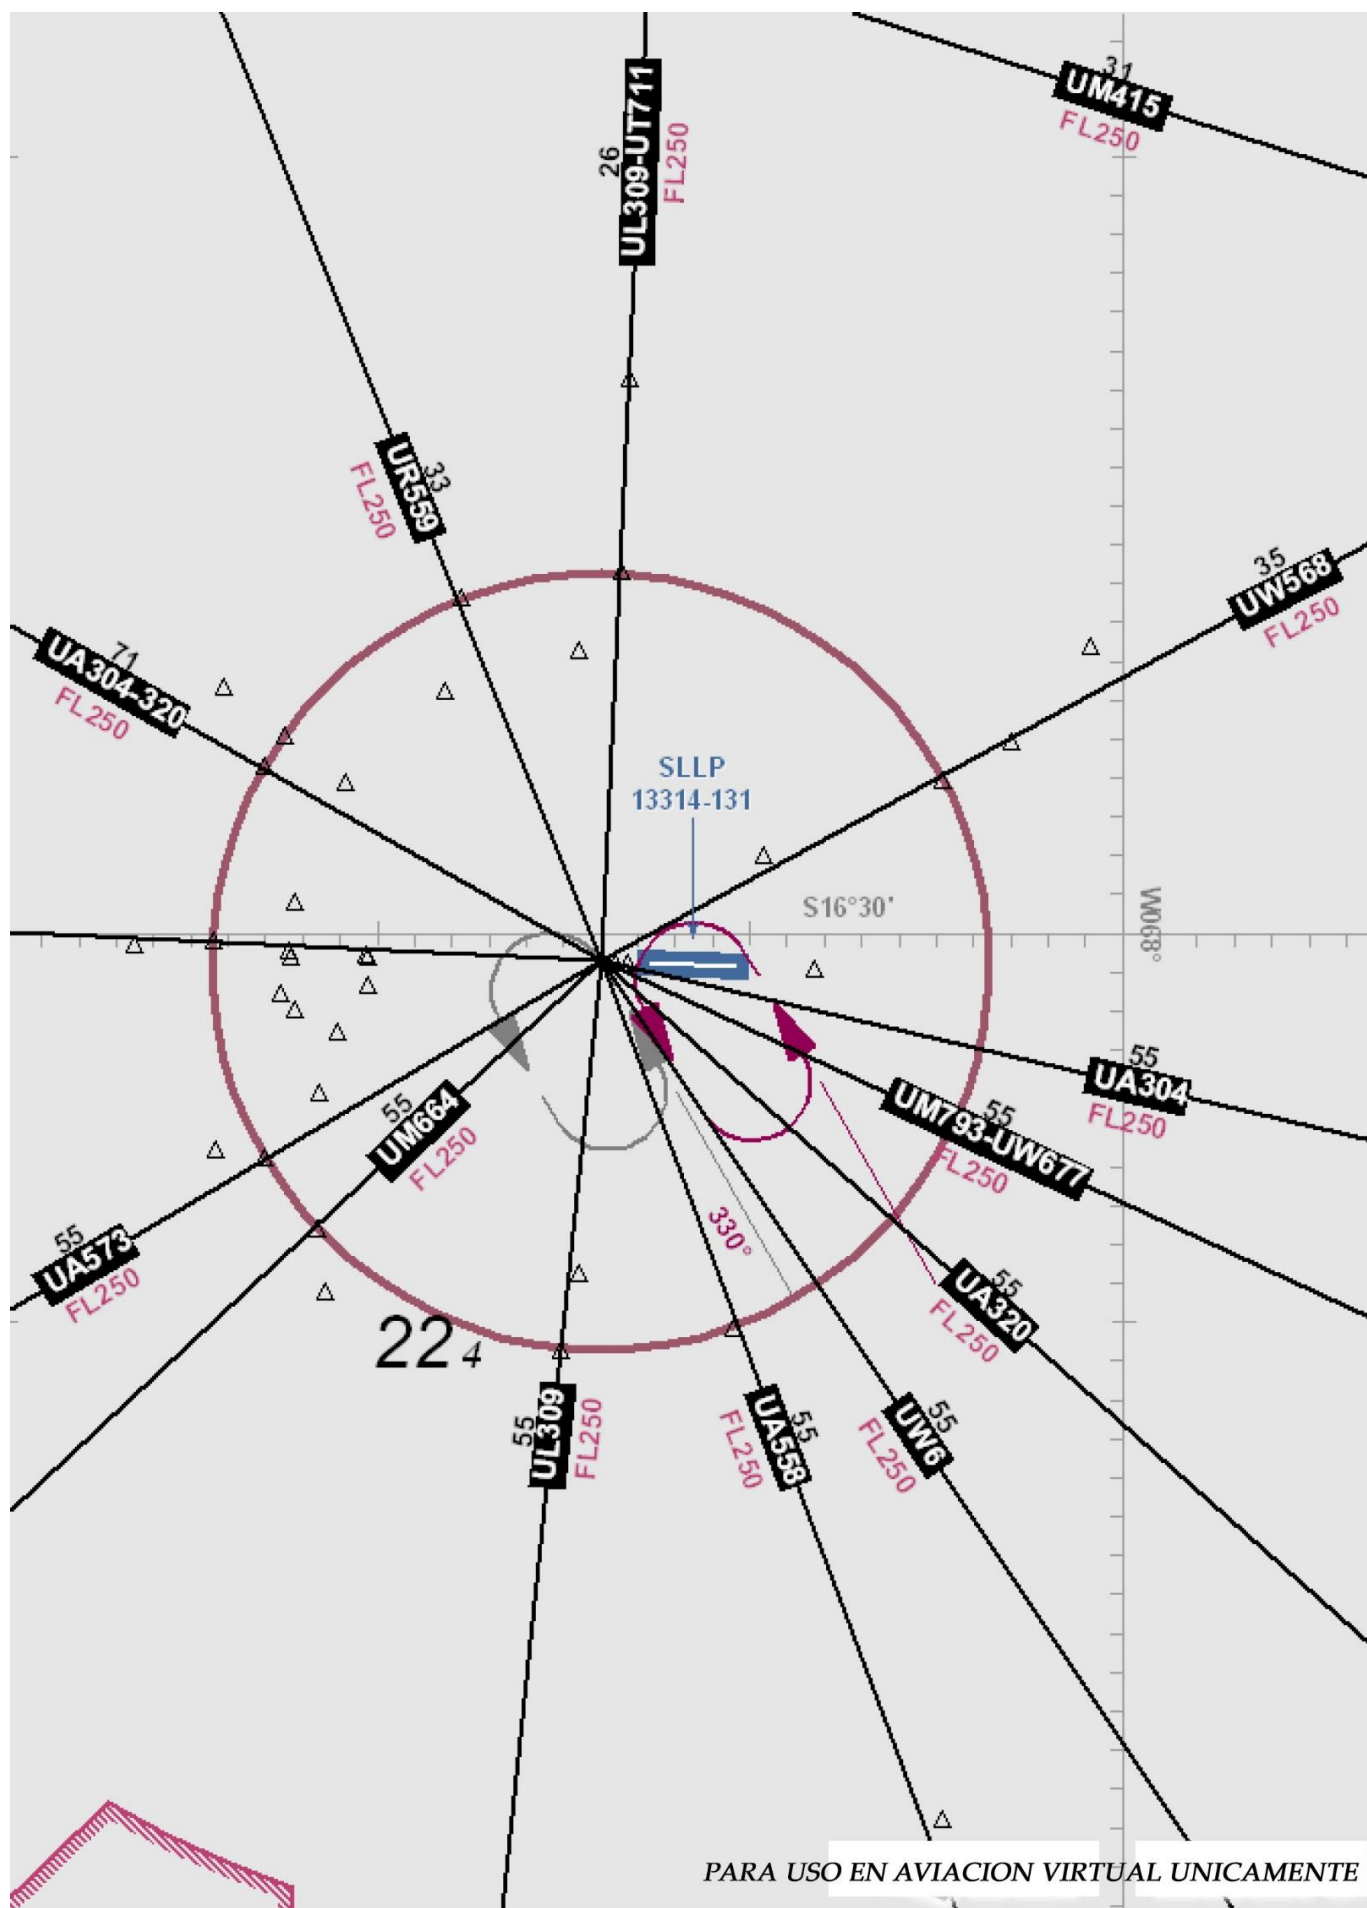 31
UM415
FL250
26
UL309-UT711
FL250
33
UR559
FL250
35
UW568
FL250
71
UA304-320
FL250
SLLP
13314-131
S16°30'
W068°
55
UA304
FL250
55
UM793-UW677
FL250
55
UM664
FL250
330°
55
UA573
FL250
55
UA320
FL250
22 4
55
UL309
FL250
55
UA558
FL250
55
UW6
FL250
PARA USO EN AVIACION VIRTUAL UNICAMENTE